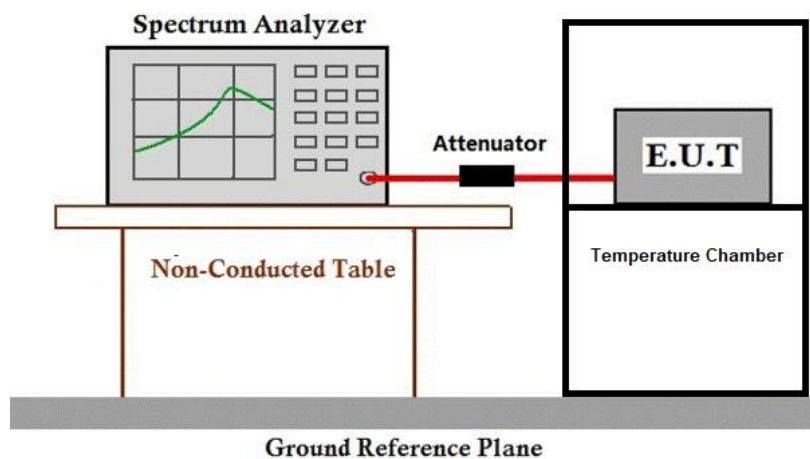 Spectrum Analyzer
Attenuator
E.U.T
Non-Conducted Table
Temperature Chamber
Ground Reference Plane